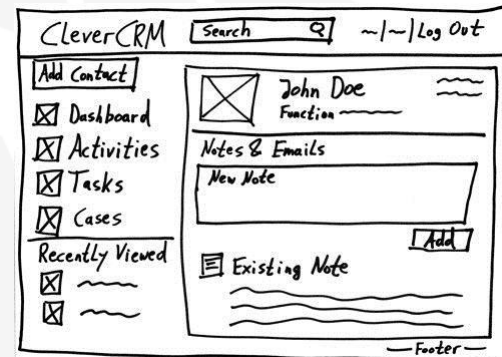 CleverCRM Search ~|~| Log Out
Add Contact
Dashboard
Activities
Tasks
Cases
Recently Viewed
John Doe
Function
Notes & Emails
New Note
Add
Existing Note
Footer